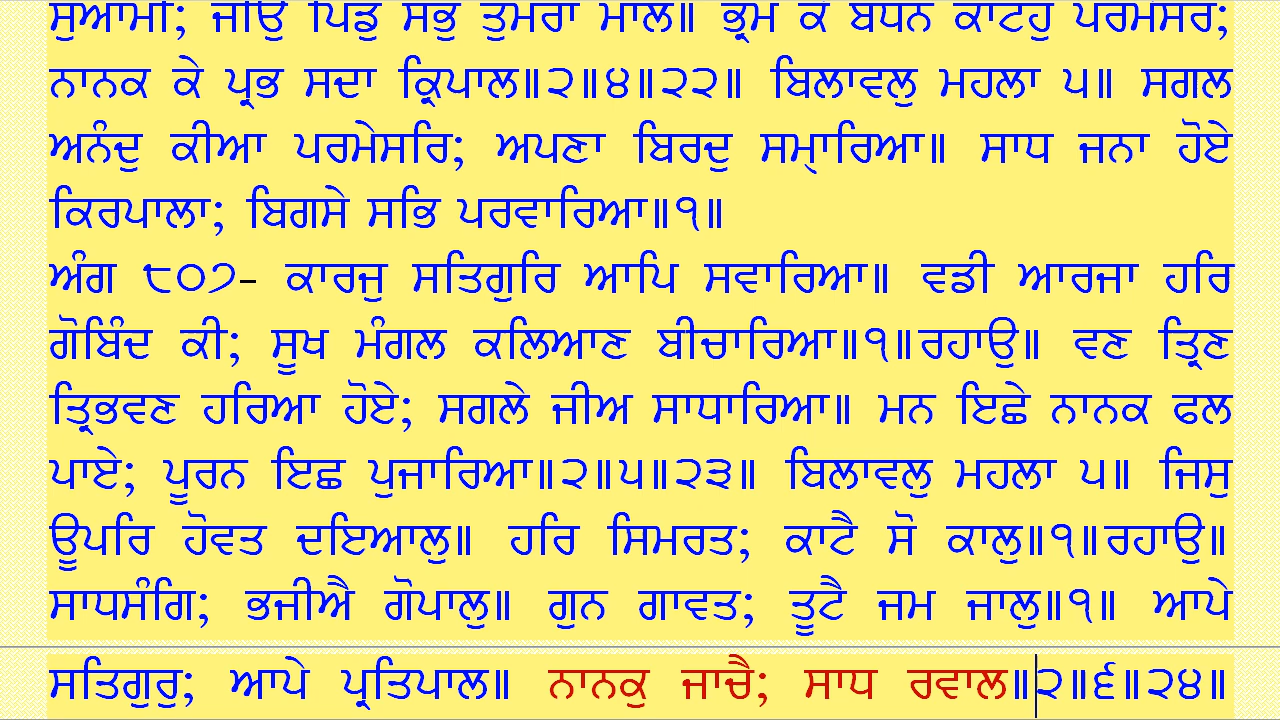 ਸੁਆਮੀ; ਜੀਉ ਪਿੰਡੁ ਸਭੁ ਤੁਮਰਾ ਮਾਲ॥ ਭ੍ਰਮ ਕੇ ਬੰਧਨ ਕਾਟਹੁ ਪਰਮੇਸਰ;
ਨਾਨਕ ਕੇ ਪ੍ਰਭ ਸਦਾ ਕ੍ਰਿਪਾਲ॥੨॥੪॥੨੨॥ ਬਿਲਾਵਲੁ ਮਹਲਾ ੫॥ ਸਗਲ
ਅਨੰਦੁ ਕੀਆ ਪਰਮੇਸਰਿ; ਅਪਣਾ ਬਿਰਦੁ ਸਮ੍ਹਾਰਿਆ॥ ਸਾਧ ਜਨਾ ਹੋਏ
ਕਿਰਪਾਲਾ; ਬਿਗਸੇ ਸਭਿ ਪਰਵਾਰਿਆ॥੧॥
ਅੰਗ ੮੦੭- ਕਾਰਜੁ ਸਤਿਗੁਰਿ ਆਪਿ ਸਵਾਰਿਆ॥ ਵਡੀ ਆਰਜਾ ਹਰਿ
ਗੋਬਿੰਦ ਕੀ; ਸੂਖ ਮੰਗਲ ਕਲਿਆਣ ਬੀਚਾਰਿਆ॥੧॥ਰਹਾਉ॥ ਵਣ ਤ੍ਰਿਣ
ਤ੍ਰਿਭਵਣ ਹਰਿਆ ਹੋਏ; ਸਗਲੇ ਜੀਅ ਸਾਧਾਰਿਆ॥ ਮਨ ਇਛੇ ਨਾਨਕ ਫਲ
ਪਾਏ; ਪੂਰਨ ਇਛ ਪੁਜਾਰਿਆ॥੨॥੫॥੨੩॥ ਬਿਲਾਵਲੁ ਮਹਲਾ ੫॥ ਜਿਸੁ
ਊਪਰਿ ਹੋਵਤ ਦਇਆਲੁ॥ ਹਰਿ ਸਿਮਰਤ; ਕਾਟੈ ਸੋ ਕਾਲੁ॥੧॥ਰਹਾਉ॥
ਸਾਧਸੰਗਿ; ਭਜੀਐ ਗੋਪਾਲੁ॥ ਗੁਨ ਗਾਵਤ; ਤੂਟੈ ਜਮ ਜਾਲੁ॥੧॥ ਆਪੇ
ਸਤਿਗੁਰੁ; ਆਪੇ ਪ੍ਰਤਿਪਾਲ॥ ਨਾਨਕੁ ਜਾਚੈ; ਸਾਧ ਰਵਾਲ॥੨॥੬॥੨੪॥